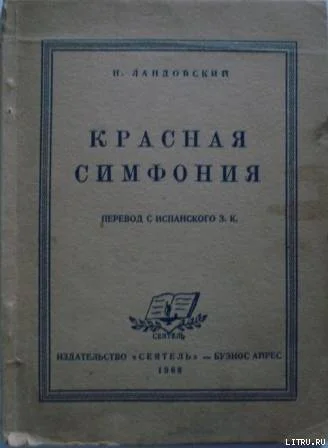 И. ЛАНДОВСКИЙ
КРАСНАЯ
СИМФОНИЯ
ПЕРЕВОД С ИСПАНСКОГО З. К.
СЕЯТЕЛЬ
ИЗДАТЕЛЬСТВО «СЕЯТЕЛЬ» — БУЭНОС АЙРЕС
1968
LITRU.RU